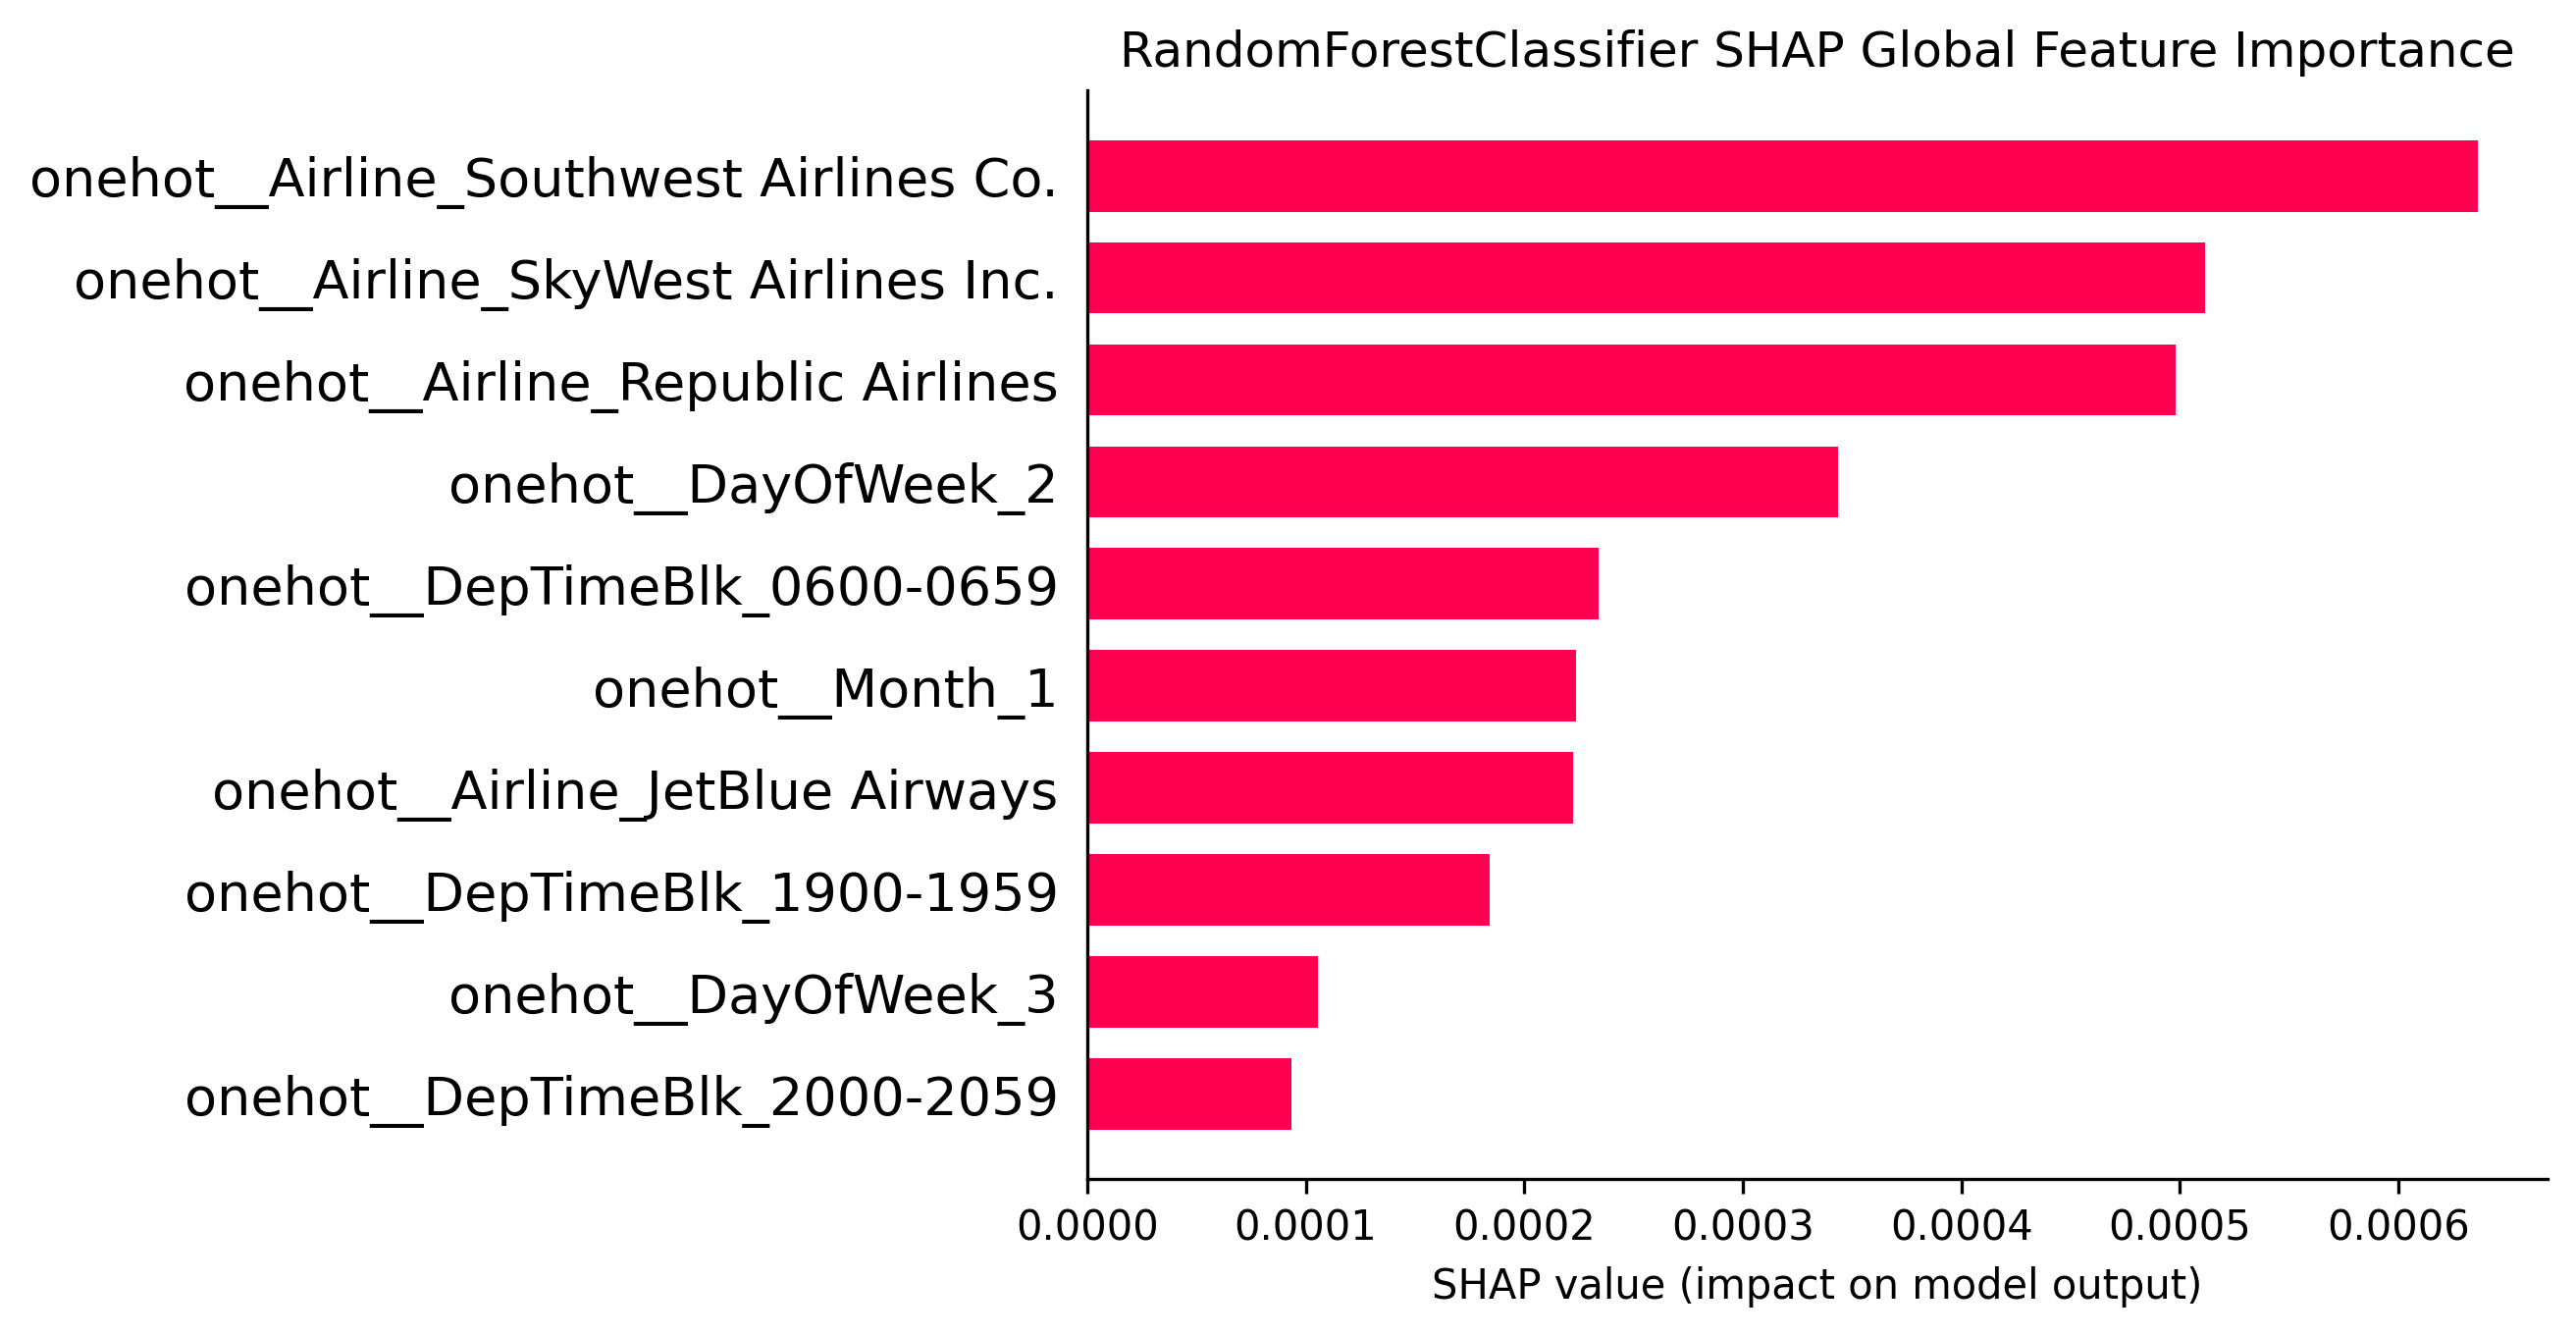 RandomForestClassifier SHAP Global Feature Importance
onehot__Airline_Southwest Airlines Co.
onehot__Airline_SkyWest Airlines Inc.
onehot__Airline_Republic Airlines
onehot__DayOfWeek_2
onehot__DepTimeBlk_0600-0659
onehot__Month_1
onehot__Airline_JetBlue Airways
onehot__DepTimeBlk_1900-1959
onehot__DayOfWeek_3
onehot__DepTimeBlk_2000-2059
0.0000 0.0001 0.0002 0.0003 0.0004 0.0005 0.0006
SHAP value (impact on model output)